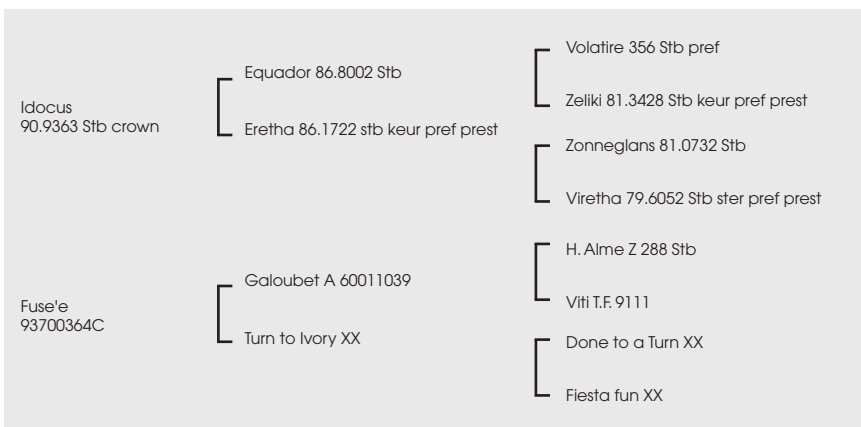 Idocus
90.9363 Stb crown
Equador 86.8002 Stb
Eretha 86.1722 stb keur pref prest
Volatire 356 Stb pref
Zeliki 81.3428 Stb keur pref prest
Zonneglans 81.0732 Stb
Viretha 79.6052 Stb ster pref prest
Fuse'e
93700364C
Galoubet A 60011039
Turn to Ivory XX
H. Alme Z 288 Stb
Viti T.F. 9111
Done to a Turn XX
Fiesta fun XX